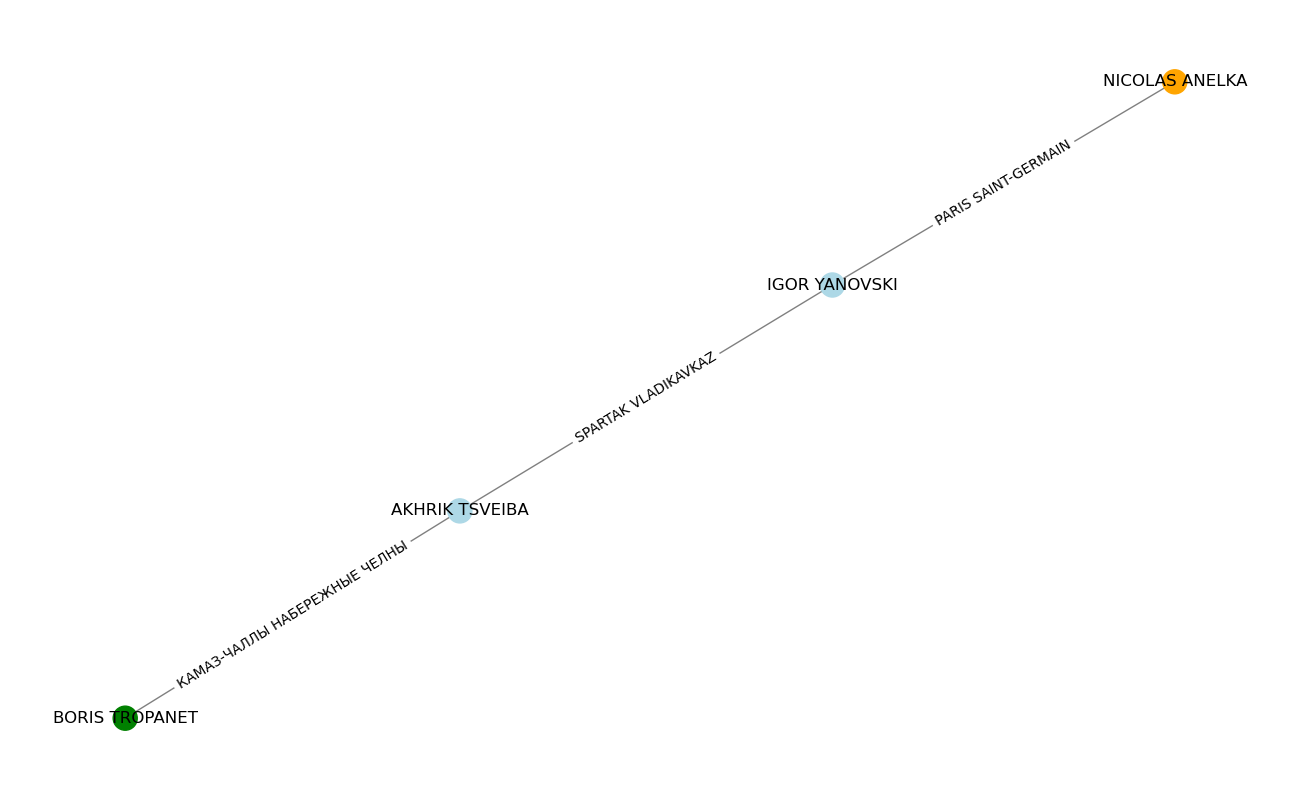 NICOLAS ANELKA
PARIS SAINT-GERMAIN
IGOR YANOVSKI
SPARTAK VLADIKAVKAZ
AKHRIK TSVEIBA
КАМАЗ-ЧАЛЛЫ НАБЕРЕЖНЫЕ ЧЕЛНЫ
BORIS TROPANET